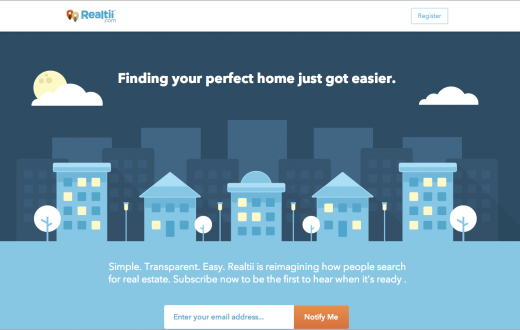 Realtii
.com
Register
Finding your perfect home just got easier.
Simple. Transparent. Easy. Realtii is reimagining how people search
for real estate. Subscribe now to be the first to hear when it's ready .
Enter your email address...
Notify Me